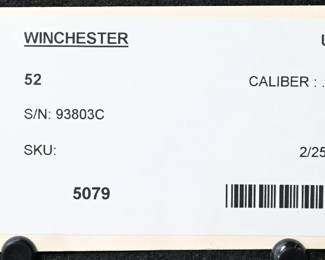 WINCHESTER U
52 CALIBER : .
S/N: 93803C
SKU: 2/25
5079